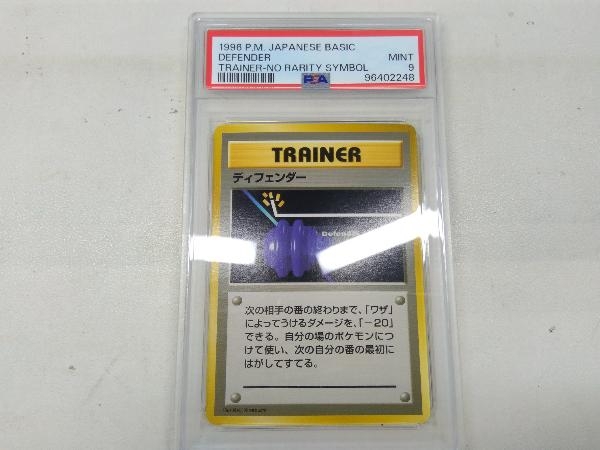 1996 P.M. JAPANESE BASIC
DEFENDER MINT
TRAINER-NO RARITY SYMBOL 9
PSA 96402248
TRAINER
ディフェンダー
Defend
次の相手の番の終わりまで、「ワザ」
によってうけるダメージを、「－20」
できる。自分の場のポケモンにつ
けて使い、次の自分の番の最初に
はがしてすてる。